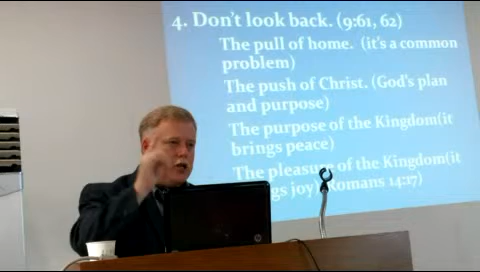 4. Don't look back. (9:61, 62)
The pull of home. (it's a common
problem)
The push of Christ. (God's plan
and purpose)
The purpose of the Kingdom(it
brings peace)
The pleasure of the Kingdom(it
gs joy) Romans 14:17)
hp